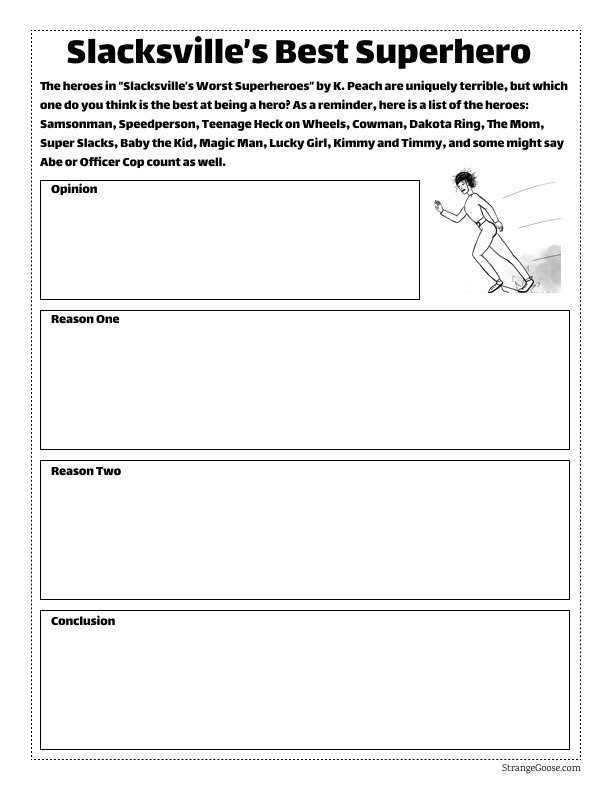 Slacksville's Best Superhero
The heroes in "Slacksville's Worst Superheroes" by K. Peach are uniquely terrible, but which
one do you think is the best at being a hero? As a reminder, here is a list of the heroes:
Samsonman, Speedperson, Teenage Heck on Wheels, Cowman, Dakota Ring, The Mom,
Super Slacks, Baby the Kid, Magic Man, Lucky Girl, Kimmy and Timmy, and some might say
Abe or Officer Cop count as well.
Opinion
Reason One
Reason Two
Conclusion
StrangeGoose.com